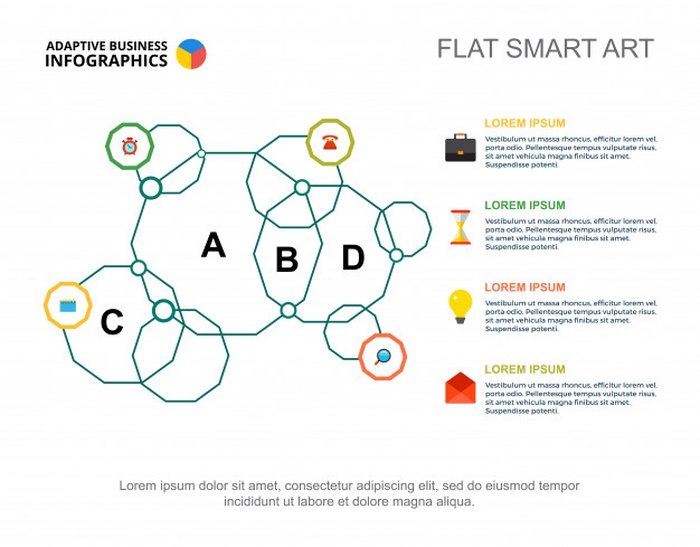 ADAPTIVE BUSINESS
INFOGRAPHICS
FLAT SMART ART
A
B
D
C
LOREM IPSUM
Vestibulum ut massa rhoncus, efficitur lorem vel,
porta odio. Pellentesque tempor vulputate risus,
sit amet vehicula magna finibus sit amet.
Suspendisse potenti.
LOREM IPSUM
Vestibulum ut massa rhoncus, efficitur lorem vel,
porta odio. Pellentesque tempor vulputate risus,
sit amet vehicula magna finibus sit amet.
Suspendisse potenti.
LOREM IPSUM
Vestibulum ut massa rhoncus, efficitur lorem vel,
porta odio. Pellentesque tempor vulputate risus,
sit amet vehicula magna finibus sit amet.
Suspendisse potenti.
LOREM IPSUM
Vestibulum ut massa rhoncus, efficitur lorem vel,
porta odio. Pellentesque tempor vulputate risus,
sit amet vehicula magna finibus sit amet.
Suspendisse potenti.
Lorem ipsum dolor sit amet, consectetur adipiscing elit, sed do eiusmod tempor
incididunt ut labore et dolore magna aliqua.